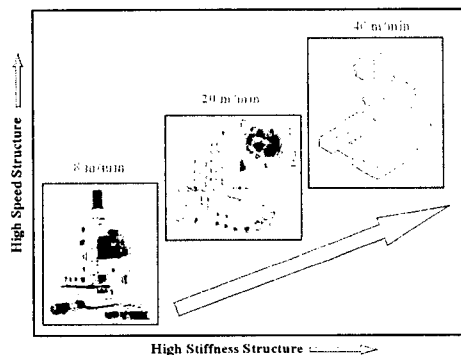 40 m/min
20 m/min
8 m/min
High Speed Structure
High Stiffness Structure